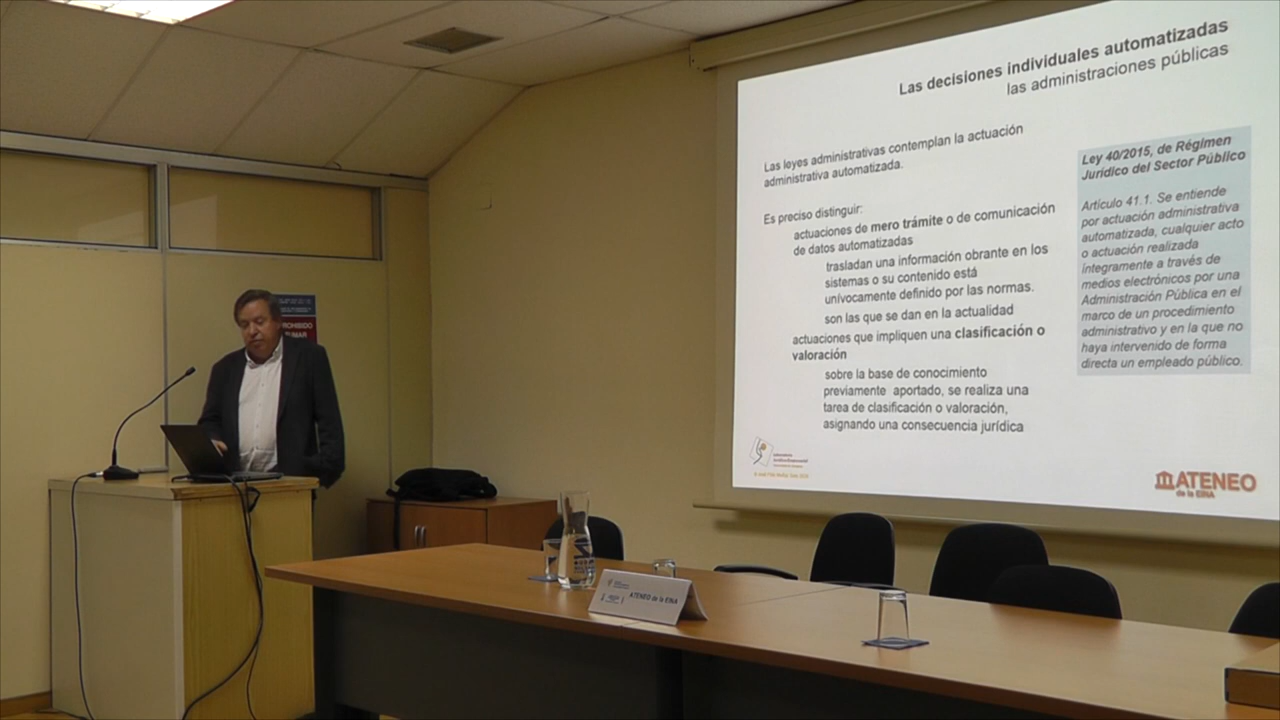 Las decisiones individuales automatizadas
las administraciones públicas
Las leyes administrativas contemplan la actuación
administrativa automatizada.
Es preciso distinguir:
actuaciones de mero trámite o de comunicación
de datos automatizadas
trasladan una información obrante en los
sistemas o su contenido está
unívocamente definido por las normas.
son las que se dan en la actualidad
actuaciones que impliquen una clasificación o
valoración
sobre la base de conocimiento
previamente aportado, se realiza una
tarea de clasificación o valoración,
asignando una consecuencia jurídica
Ley 40/2015, de Régimen
Jurídico del Sector Público
Artículo 41.1. Se entiende
por actuación administrativa
automatizada, cualquier acto
o actuación realizada
íntegramente a través de
medios electrónicos por una
Administración Pública en el
marco de un procedimiento
administrativo y en la que no
haya intervenido de forma
directa un empleado público.
ATENEO
de la EINA
ROHIBIDO
ATENEO de la EINA